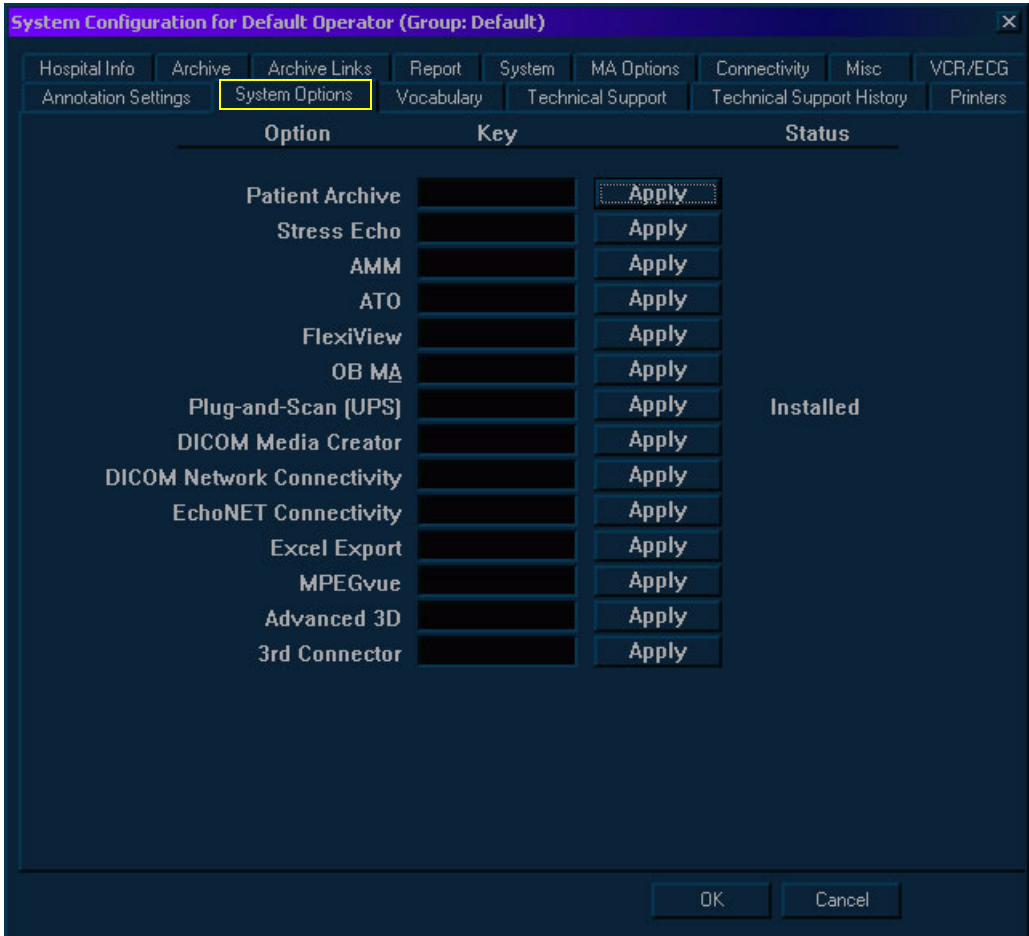 System Configuration for Default Operator (Group: Default)
Hospital Info Archive Archive Links Report System MA Options Connectivity Misc VCR/ECG
Annotation Settings System Options Vocabulary Technical Support Technical Support History Printers
Option Key Status
Patient Archive Apply
Stress Echo Apply
AMM Apply
ATO Apply
FlexiView Apply
OB MA Apply
Plug-and-Scan (UPS) Apply Installed
DICOM Media Creator Apply
DICOM Network Connectivity Apply
EchoNET Connectivity Apply
Excel Export Apply
MPEGvue Apply
Advanced 3D Apply
3rd Connector Apply
OK Cancel